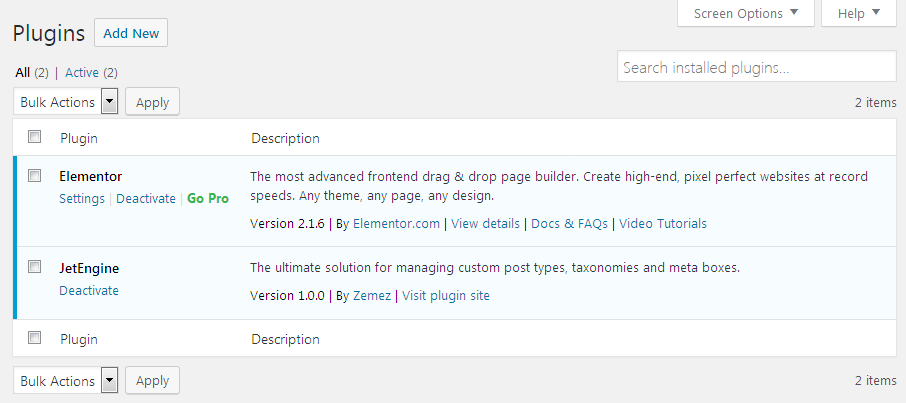 Screen Options Help
Plugins Add New
All (2) | Active (2)
Search installed plugins...
Bulk Actions Apply 2 items
Plugin Description
Elementor The most advanced frontend drag & drop page builder. Create high-end, pixel perfect websites at record
Settings | Deactivate | Go Pro speeds. Any theme, any page, any design.
Version 2.1.6 | By Elementor.com | View details | Docs & FAQs | Video Tutorials
JetEngine The ultimate solution for managing custom post types, taxonomies and meta boxes.
Deactivate Version 1.0.0 | By Zemez | Visit plugin site
Plugin Description
Bulk Actions Apply 2 items